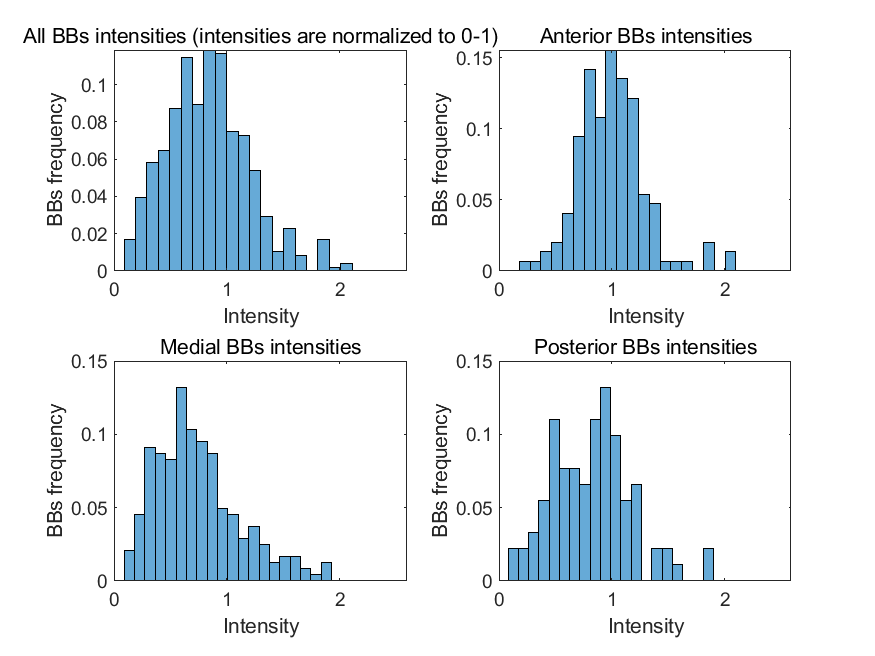 All BBs intensities (intensities are normalized to 0-1)
BBs frequency
0.1
0.08
0.06
0.04
0.02
0
0 1 2
Intensity
Anterior BBs intensities
BBs frequency
0.15
0.1
0.05
0
0 1 2
Intensity
Medial BBs intensities
BBs frequency
0.15
0.1
0.05
0
0 1 2
Intensity
Posterior BBs intensities
BBs frequency
0.15
0.1
0.05
0
0 1 2
Intensity